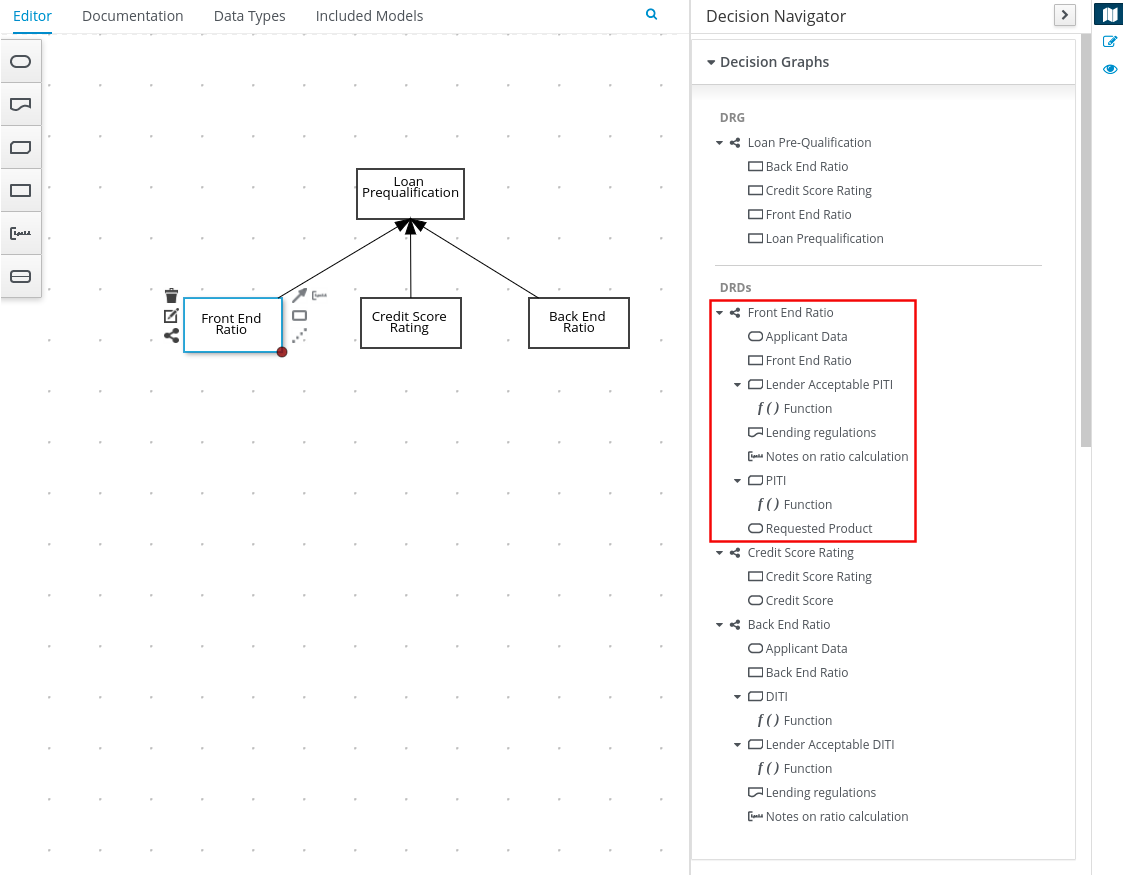 Editor Documentation Data Types Included Models
Loan
Prequalification
Front End
Ratio
Credit Score
Rating
Back End
Ratio
Decision Navigator
Decision Graphs
DRG
Loan Pre-Qualification
Back End Ratio
Credit Score Rating
Front End Ratio
Loan Prequalification
DRDs
Front End Ratio
Applicant Data
Front End Ratio
Lender Acceptable PITI
f ( ) Function
Lending regulations
Notes on ratio calculation
PITI
f ( ) Function
Requested Product
Credit Score Rating
Credit Score Rating
Credit Score
Back End Ratio
Applicant Data
Back End Ratio
DITI
f ( ) Function
Lender Acceptable DITI
f ( ) Function
Lending regulations
Notes on ratio calculation